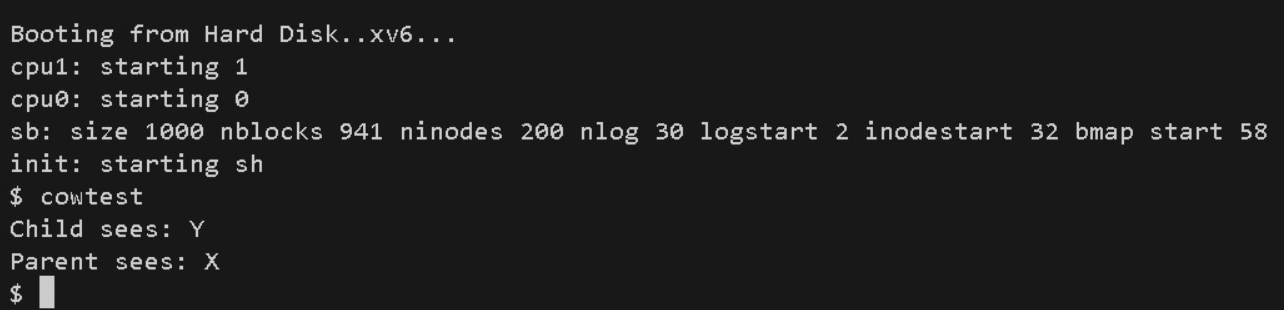 Booting from Hard Disk..xv6...
cpu1: starting 1
cpu0: starting 0
sb: size 1000 nblocks 941 ninodes 200 nlog 30 logstart 2 inodestart 32 bmap start 58
init: starting sh
$ cowtest
Child sees: Y
Parent sees: X
$